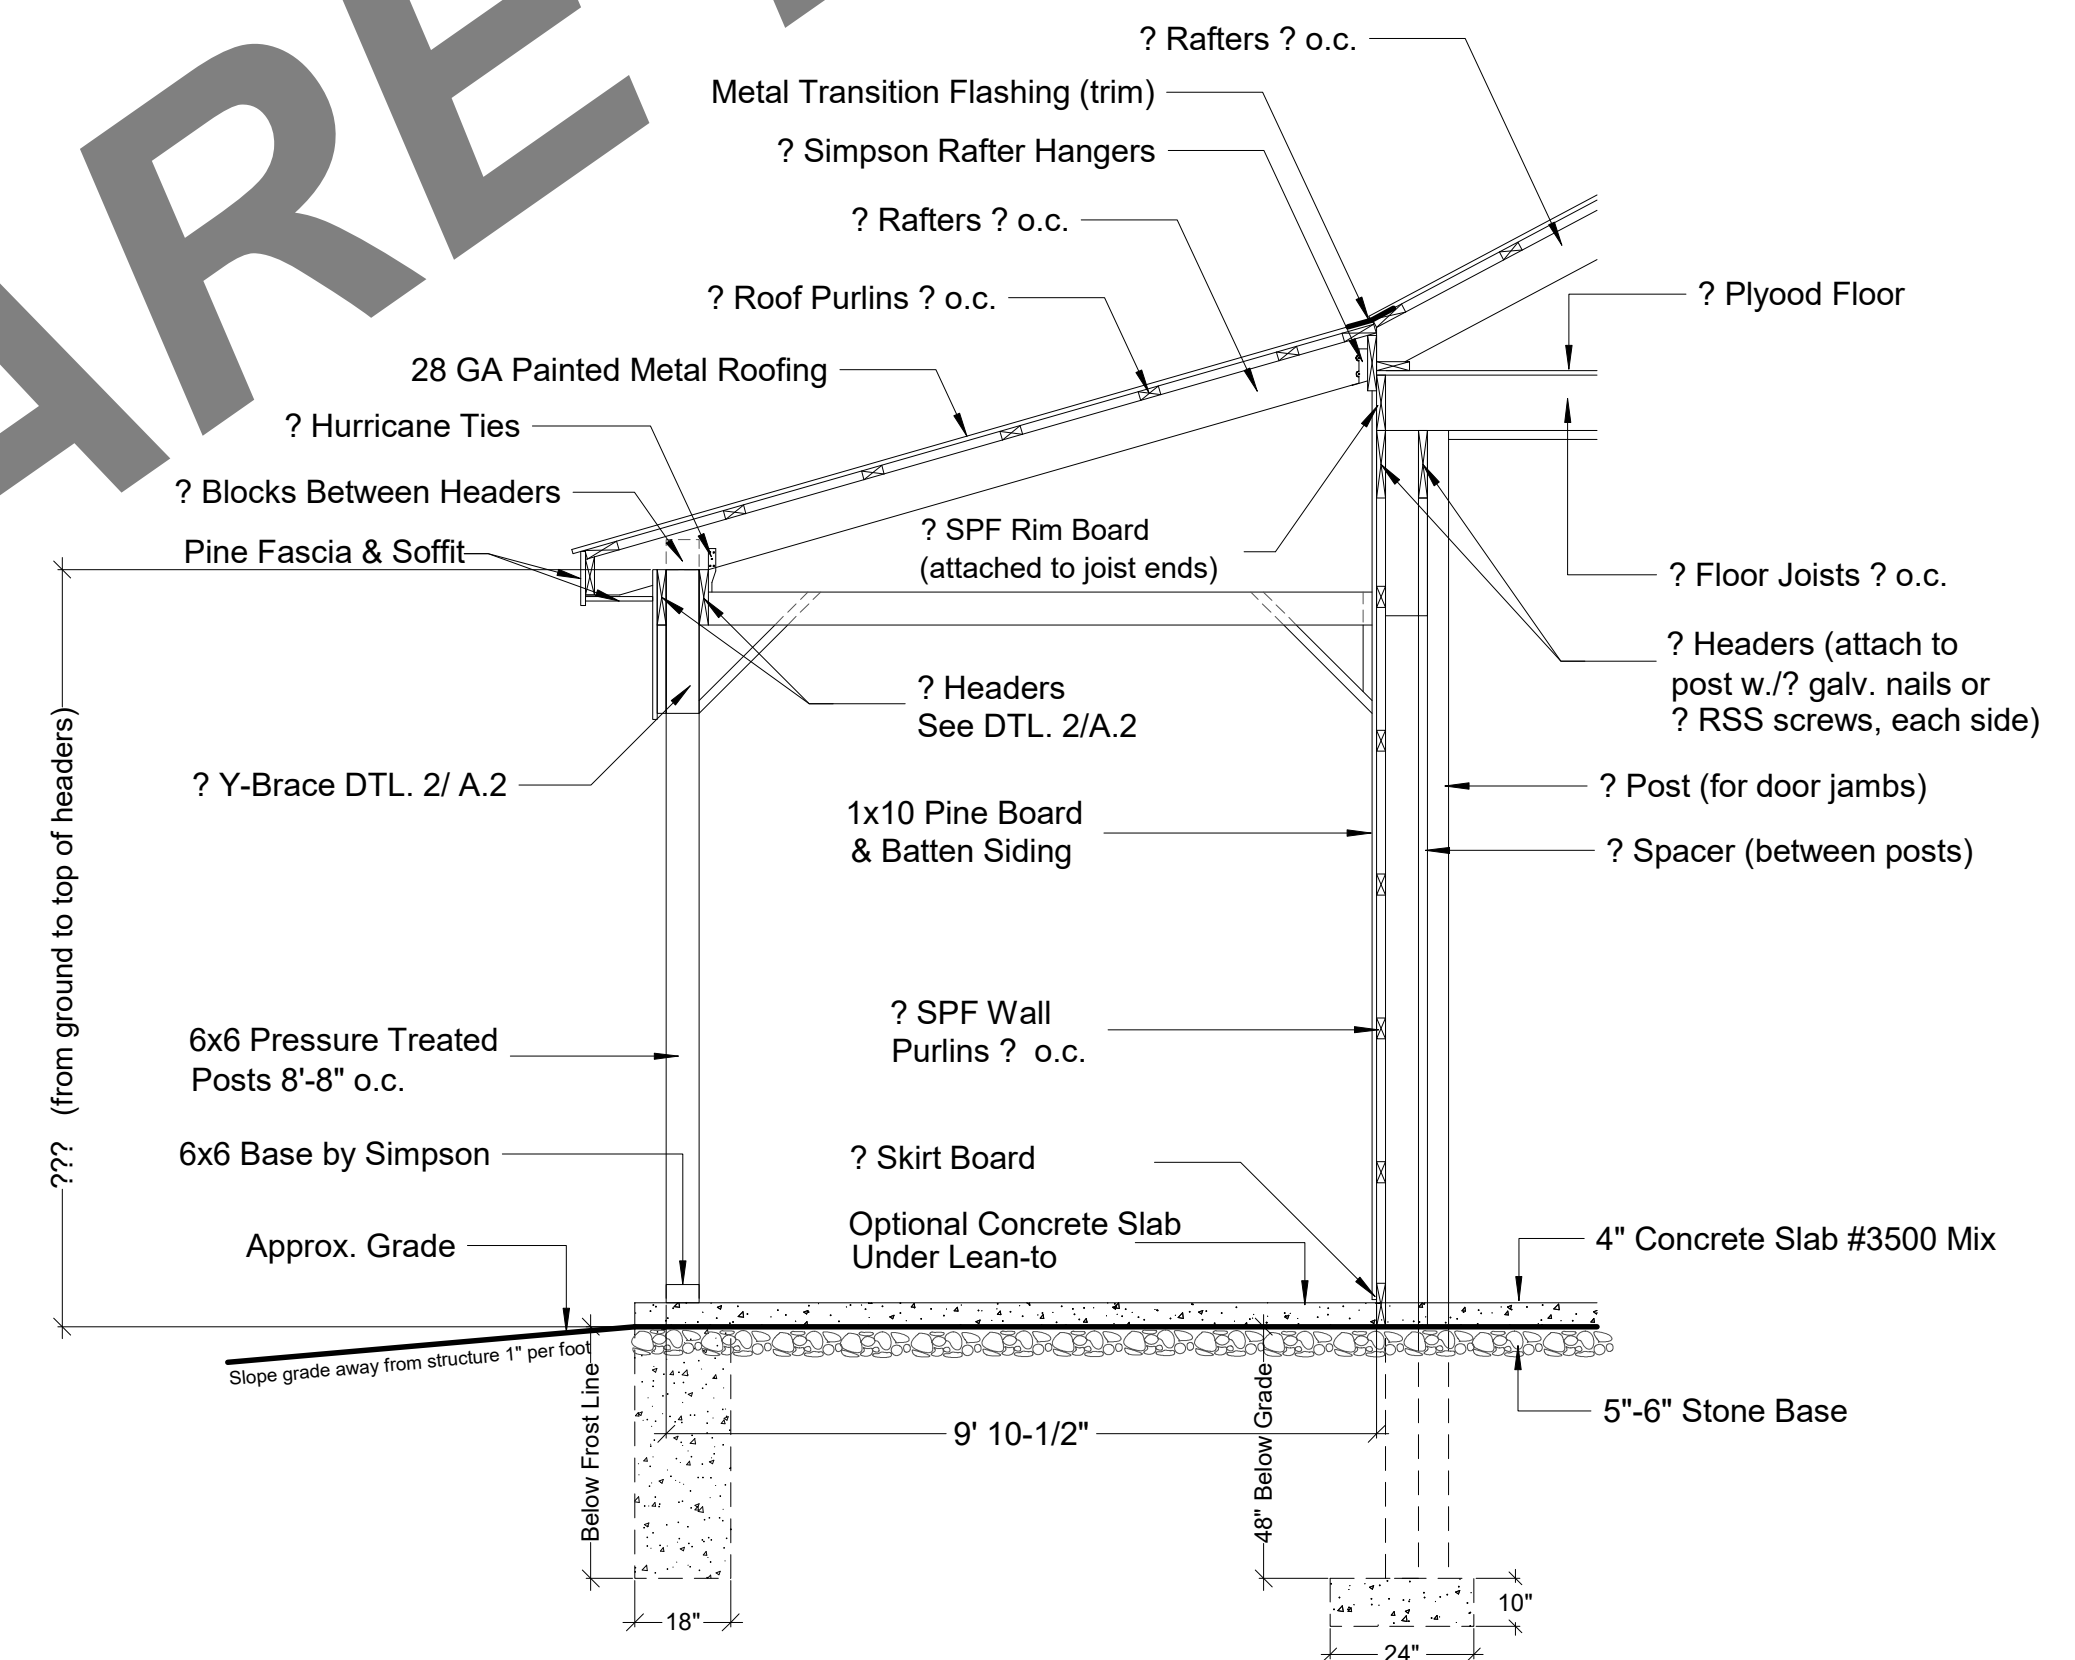 ARE
? Rafters ? o.c.
Metal Transition Flashing (trim)
? Simpson Rafter Hangers
? Rafters ? o.c.
? Roof Purlins ? o.c.
? Plyood Floor
28 GA Painted Metal Roofing
? Hurricane Ties
? Blocks Between Headers
Pine Fascia & Soffit
? SPF Rim Board
(attached to joist ends)
? Floor Joists ? o.c.
? Headers (attach to
post w./? galv. nails or
? RSS screws, each side)
? Headers
See DTL. 2/A.2
? Y-Brace DTL. 2/ A.2
? Post (for door jambs)
1x10 Pine Board
& Batten Siding
? Spacer (between posts)
??? (from ground to top of headers)
? SPF Wall
Purlins ? o.c.
6x6 Pressure Treated
Posts 8'-8" o.c.
6x6 Base by Simpson
? Skirt Board
Optional Concrete Slab
Under Lean-to
Approx. Grade
4" Concrete Slab #3500 Mix
Slope grade away from structure 1" per foot
Below Frost Line
9' 10-1/2"
48" Below Grade
5"-6" Stone Base
18"
10"
24"